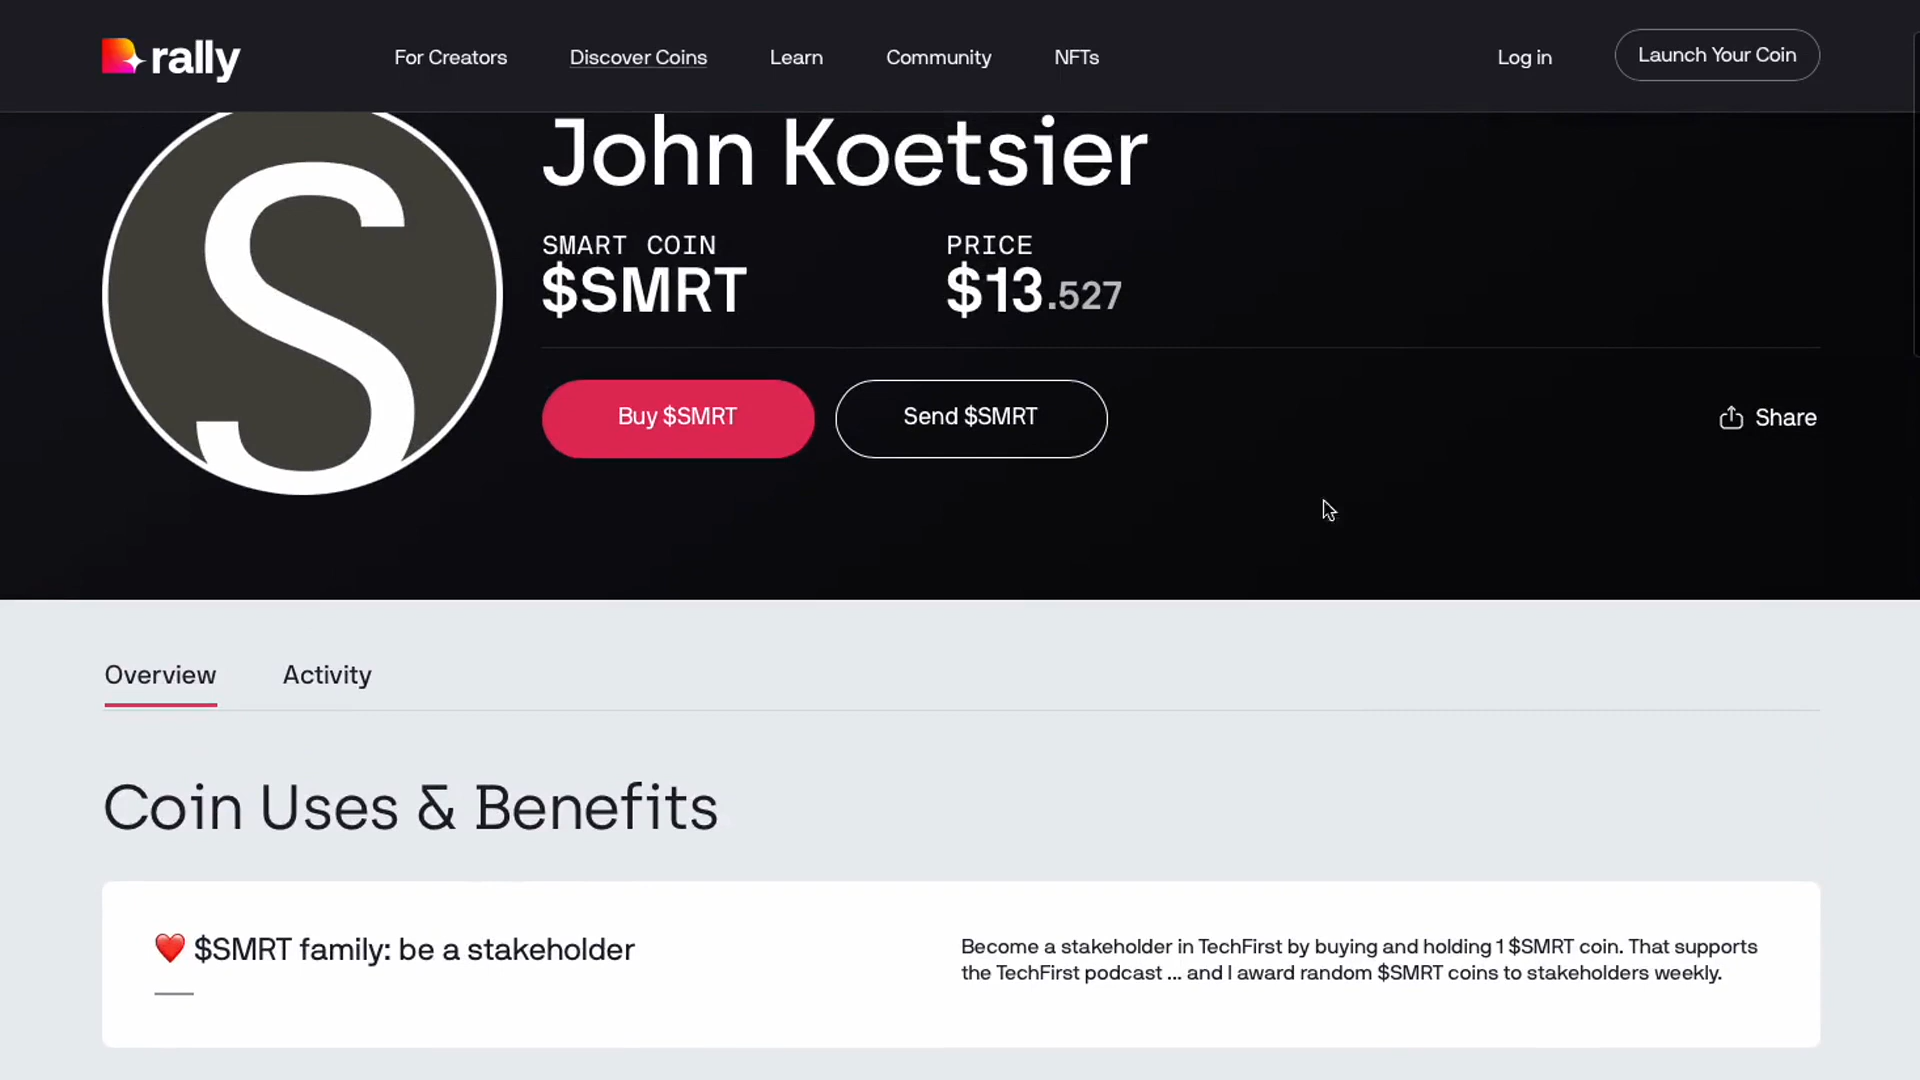 rally
For Creators
Discover Coins
Learn
Community
NFTs
Log in
Launch Your Coin
S
John Koetsier
SMART COIN
$SMRT
PRICE
$13.527
Buy $SMRT
Send $SMRT
Share
Overview
Activity
Coin Uses & Benefits
❤️ $SMRT family: be a stakeholder
Become a stakeholder in TechFirst by buying and holding 1 $SMRT coin. That supports
the TechFirst podcast ... and I award random $SMRT coins to stakeholders weekly.